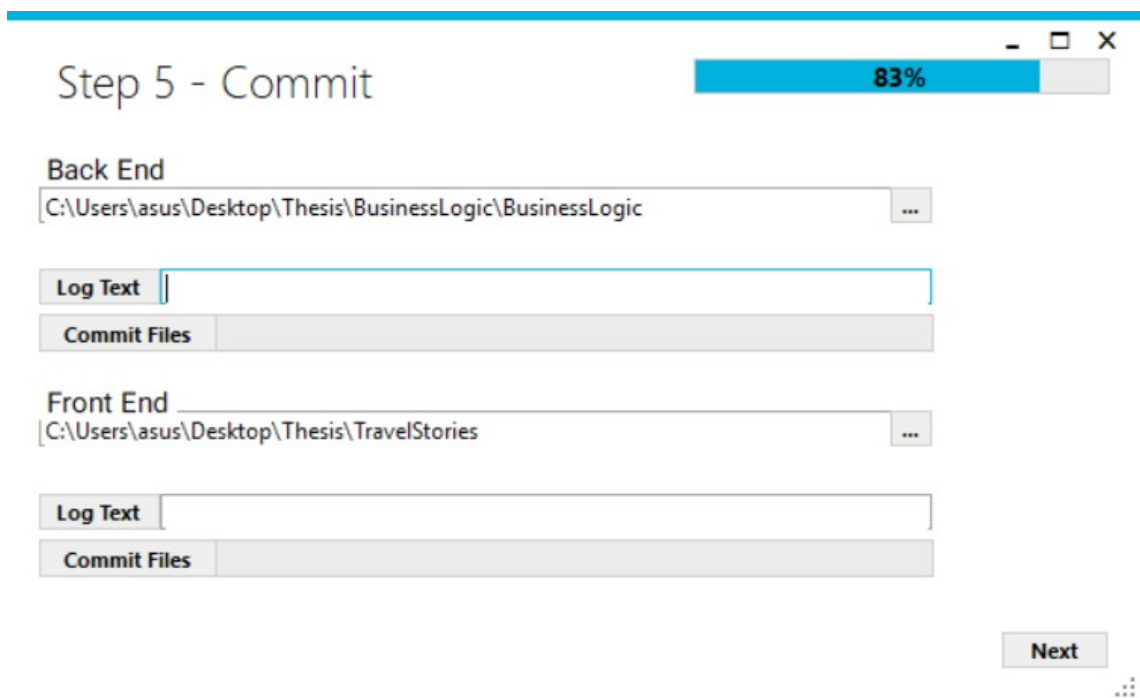 Step 5 - Commit
83%
Back End
C:\Users\asus\Desktop\Thesis\BusinessLogic\BusinessLogic
...
Log Text
Commit Files
Front End
C:\Users\asus\Desktop\Thesis\TravelStories
...
Log Text
Commit Files
Next